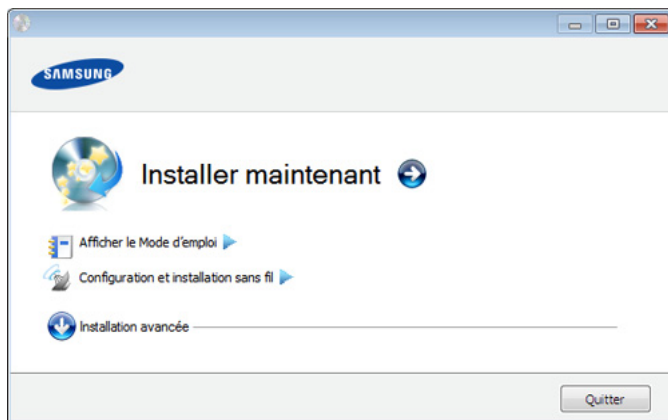 SAMSUNG
Installer maintenant
Afficher le Mode d'emploi
Configuration et installation sans fil
Installation avancée
Quitter